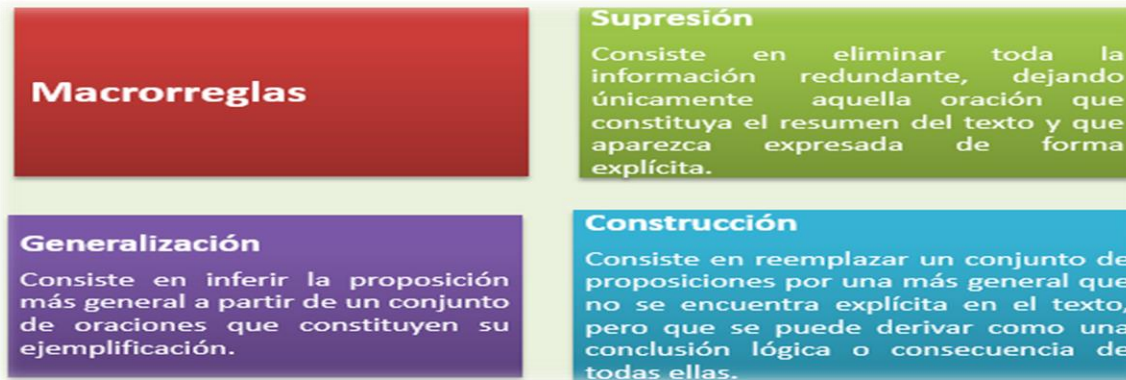 Macrorreglas
Supresión
Consiste en eliminar toda la
información redundante, dejando
únicamente aquella oración que
constituya el resumen del texto y que
aparezca expresada de forma
explícita.
Generalización
Consiste en inferir la proposición
más general a partir de un conjunto
de oraciones que constituyen su
ejemplificación.
Construcción
Consiste en reemplazar un conjunto de
proposiciones por una más general que
no se encuentra explícita en el texto,
pero que se puede derivar como una
conclusión lógica o consecuencia de
todas ellas.